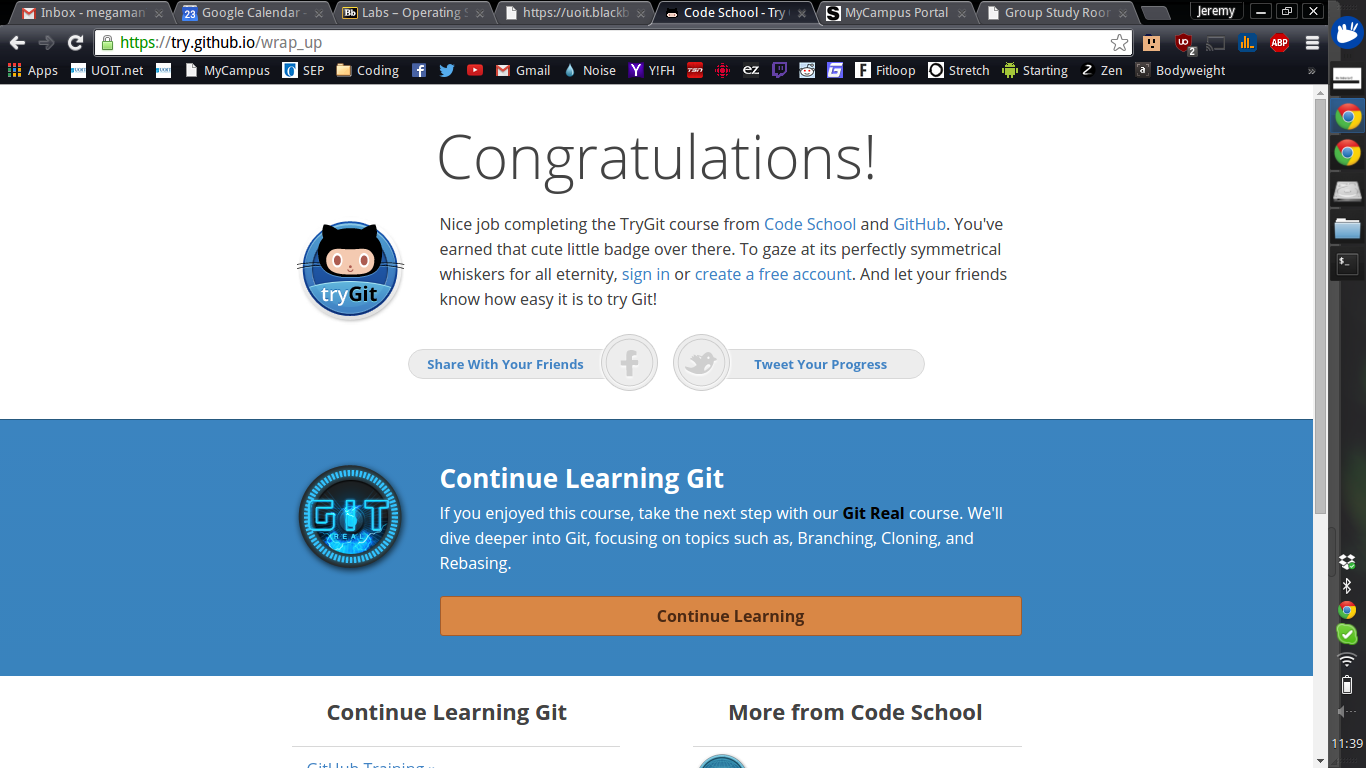 Inbox - megaman
23 Google Calendar -
Bb Labs – Operating S
https://uoit.blackb
Code School - Try
MyCampus Portal
Group Study Roor
Jeremy
https://try.github.io/wrap_up
UO 2
ABP
Apps
UOIT.net
MyCampus
SEP
Coding
Gmail
Noise
Y!FH
TSN
ez
Fitloop
Stretch
Starting
Zen
Bodyweight
»
Congratulations!
Nice job completing the TryGit course from Code School and GitHub. You've
earned that cute little badge over there. To gaze at its perfectly symmetrical
whiskers for all eternity, sign in or create a free account. And let your friends
know how easy it is to try Git!
tryGit
Share With Your Friends
Tweet Your Progress
GIT
REAL
Continue Learning Git
If you enjoyed this course, take the next step with our Git Real course. We'll
dive deeper into Git, focusing on topics such as, Branching, Cloning, and
Rebasing.
Continue Learning
Continue Learning Git
More from Code School
GitHub Training »
11:39